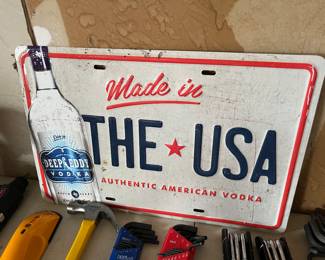 Made in
THE ★ USA
AUTHENTIC AMERICAN VODKA
DEEP EDDY
VODKA